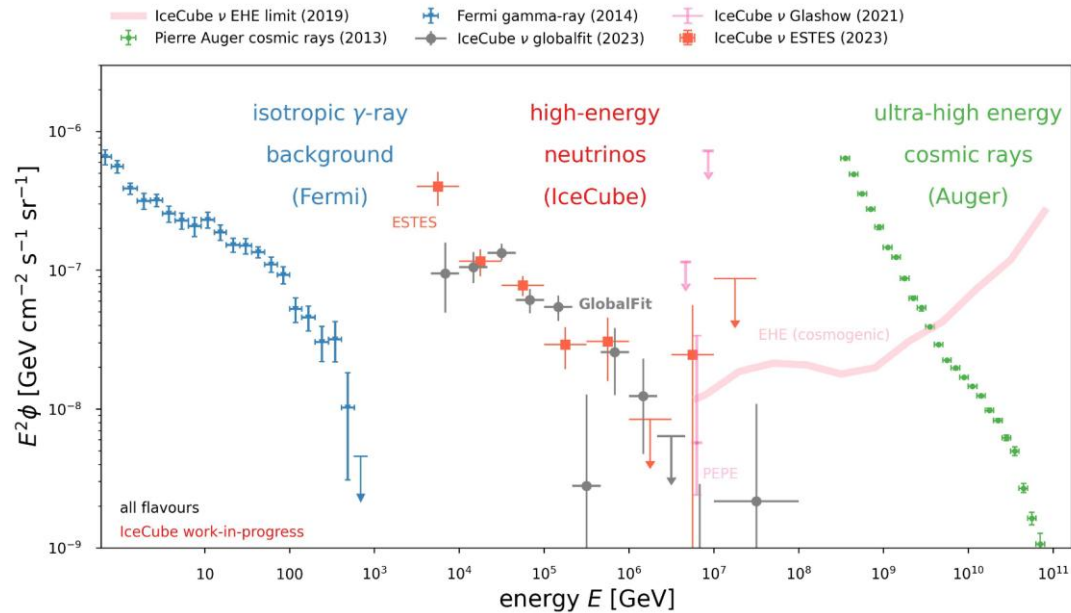 IceCube ν EHE limit (2019)
Pierre Auger cosmic rays (2013)
Fermi gamma-ray (2014)
IceCube ν globalfit (2023)
IceCube ν Glashow (2021)
IceCube ν ESTES (2023)
isotropic γ-ray
background
(Fermi)
high-energy
neutrinos
(IceCube)
ultra-high energy
cosmic rays
(Auger)
ESTES
GlobalFit
EHE (cosmogenic)
PEPE
all flavours
IceCube work-in-progress
E²ϕ [GeV cm⁻² s⁻¹ sr⁻¹]
10⁻⁶
10⁻⁷
10⁻⁸
10⁻⁹
10 100 10³ 10⁴ 10⁵ 10⁶ 10⁷ 10⁸ 10⁹ 10¹⁰ 10¹¹
energy E [GeV]